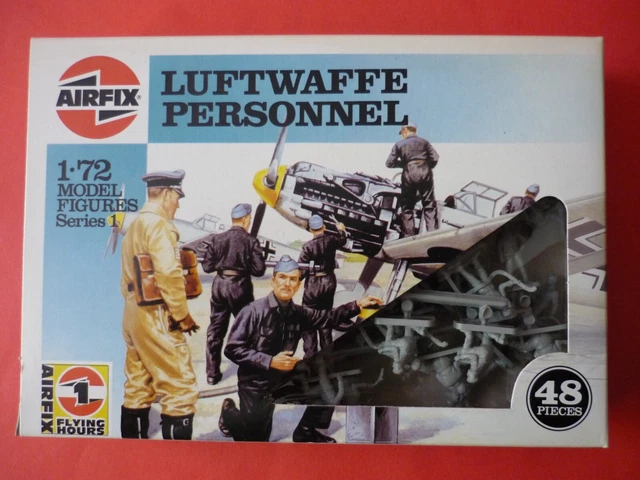 AIRFIX®
LUFTWAFFE
PERSONNEL
1·72
MODEL
FIGURES
Series 1
AIRFIX
1
FLYING
HOURS
48
PIECES